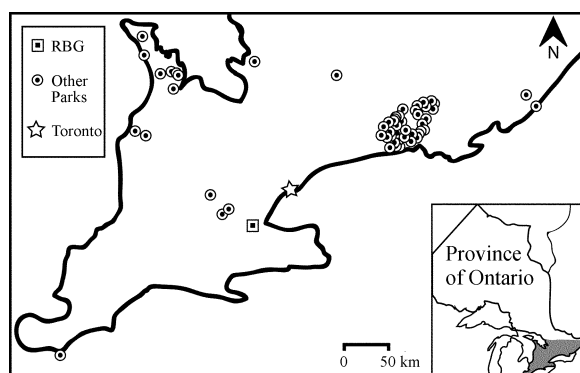 RBG
Other
Parks
Toronto
N
Province
of Ontario
0 50 km